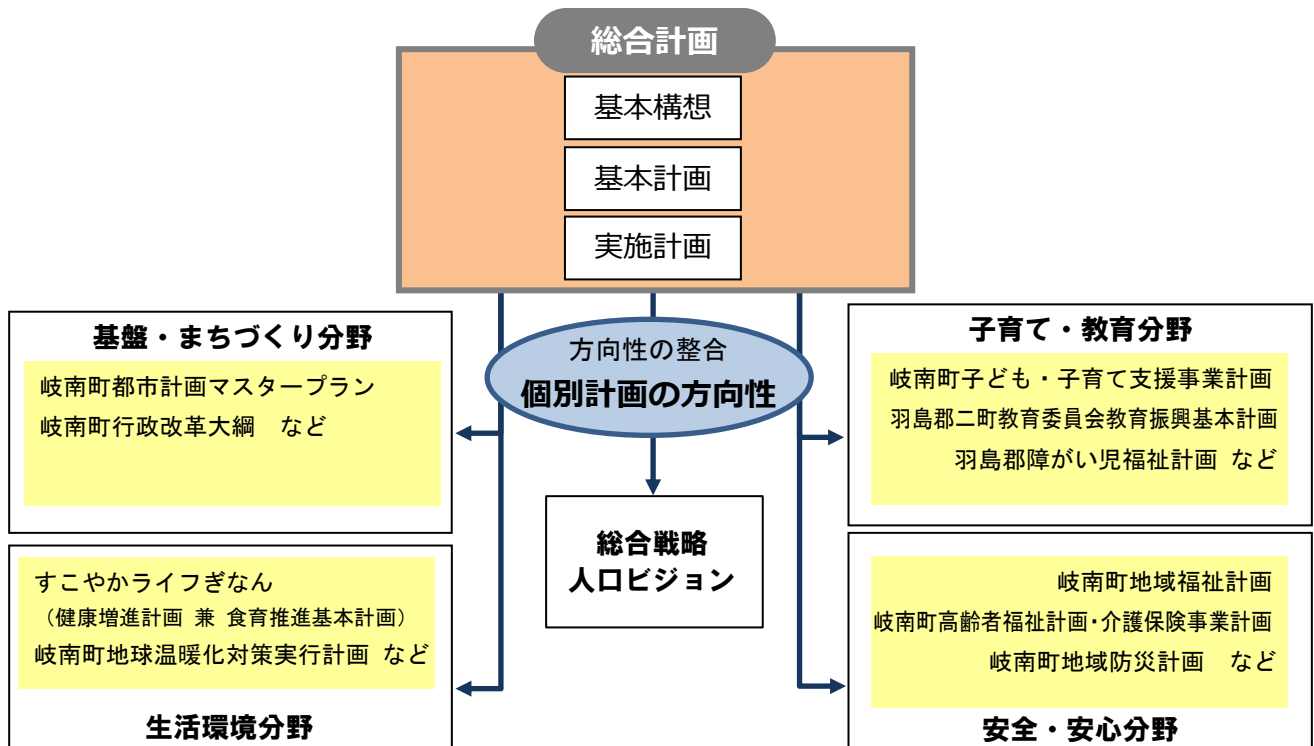 総合計画
基本構想
基本計画
実施計画
方向性の整合
個別計画の方向性
基盤・まちづくり分野
岐南町都市計画マスタープラン
岐南町行政改革大綱　など
子育て・教育分野
岐南町子ども・子育て支援事業計画
羽島郡二町教育委員会教育振興基本計画
羽島郡障がい児福祉計画 など
総合戦略
人口ビジョン
すこやかライフぎなん
（健康増進計画 兼 食育推進基本計画）
岐南町地球温暖化対策実行計画 など
生活環境分野
岐南町地域福祉計画
岐南町高齢者福祉計画・介護保険事業計画
岐南町地域防災計画　など
安全・安心分野